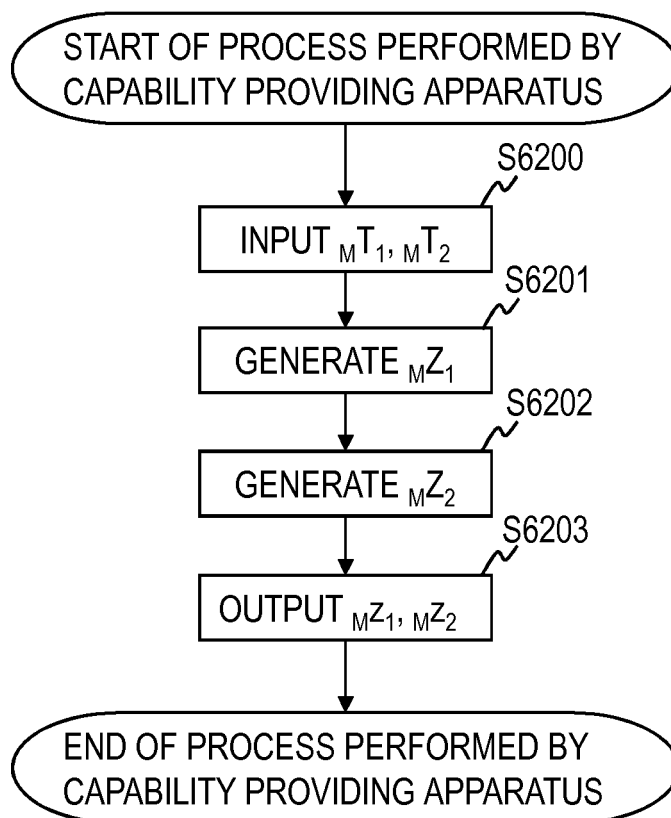 START OF PROCESS PERFORMED BY
CAPABILITY PROVIDING APPARATUS
S6200
INPUT MT1, MT2
S6201
GENERATE MZ1
S6202
GENERATE MZ2
S6203
OUTPUT Mz1, Mz2
END OF PROCESS PERFORMED BY
CAPABILITY PROVIDING APPARATUS